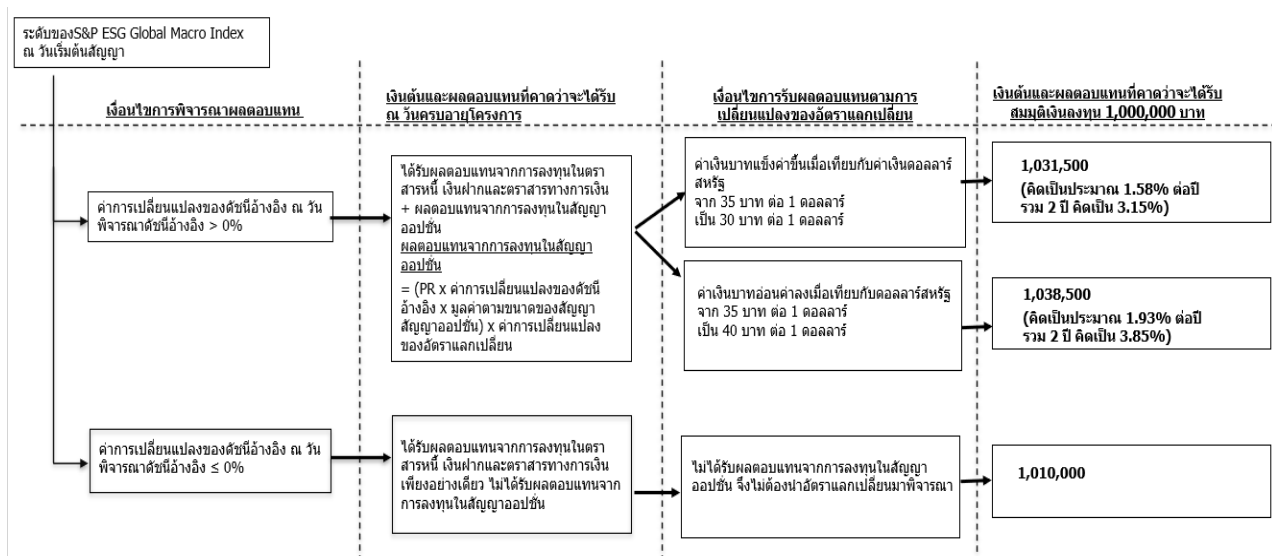 ระดับของS&P ESG Global Macro Index
ณ วันเริ่มต้นสัญญา
เงื่อนไขการพิจารณาผลตอบแทน
เงินต้นและผลตอบแทนที่คาดว่าจะได้รับ
ณ วันครบอายุโครงการ
เงื่อนไขการรับผลตอบแทนตามการ
เปลี่ยนแปลงของอัตราแลกเปลี่ยน
เงินต้นและผลตอบแทนที่คาดว่าจะได้รับ
สมมุติเงินลงทุน 1,000,000 บาท
ค่าการเปลี่ยนแปลงของดัชนีอ้างอิง ณ วัน
พิจารณาดัชนีอ้างอิง > 0%
ได้รับผลตอบแทนจากการลงทุนในตรา
สารหนี้ เงินฝากและตราสารทางการเงิน
+ ผลตอบแทนจากการลงทุนในสัญญา
ออปชั่น
ผลตอบแทนจากการลงทุนในสัญญา
ออปชั่น
= (PR x ค่าการเปลี่ยนแปลงของดัชนี
อ้างอิง x มูลค่าตามขนาดของสัญญา
สัญญาออปชั่น) x ค่าการเปลี่ยนแปลง
ของอัตราแลกเปลี่ยน
ค่าเงินบาทแข็งค่าขึ้นเมื่อเทียบกับค่าเงินดอลลาร์
สหรัฐ
จาก 35 บาท ต่อ 1 ดอลลาร์
เป็น 30 บาท ต่อ 1 ดอลลาร์
1,031,500
(คิดเป็นประมาณ 1.58% ต่อปี
รวม 2 ปี คิดเป็น 3.15%)
ค่าเงินบาทอ่อนค่าลงเมื่อเทียบกับดอลลาร์สหรัฐ
จาก 35 บาท ต่อ 1 ดอลลาร์
เป็น 40 บาท ต่อ 1 ดอลลาร์
1,038,500
(คิดเป็นประมาณ 1.93% ต่อปี
รวม 2 ปี คิดเป็น 3.85%)
ค่าการเปลี่ยนแปลงของดัชนีอ้างอิง ณ วัน
พิจารณาดัชนีอ้างอิง ≤ 0%
ได้รับผลตอบแทนจากการลงทุนในตรา
สารหนี้ เงินฝากและตราสารทางการเงิน
เพียงอย่างเดียว ไม่ได้รับผลตอบแทนจาก
การลงทุนในสัญญาออปชั่น
ไม่ได้รับผลตอบแทนจากการลงทุนในสัญญา
ออปชั่น จึงไม่ต้องนำอัตราแลกเปลี่ยนมาพิจารณา
1,010,000